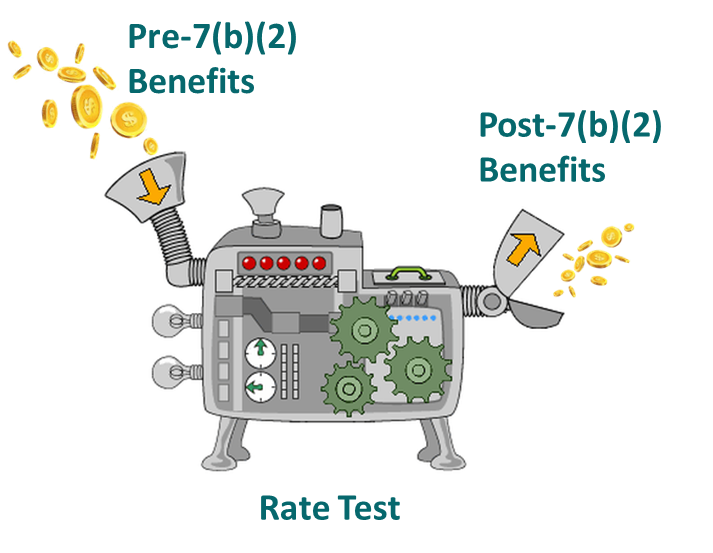 Pre-7(b)(2)
Benefits
Post-7(b)(2)
Benefits
Rate Test